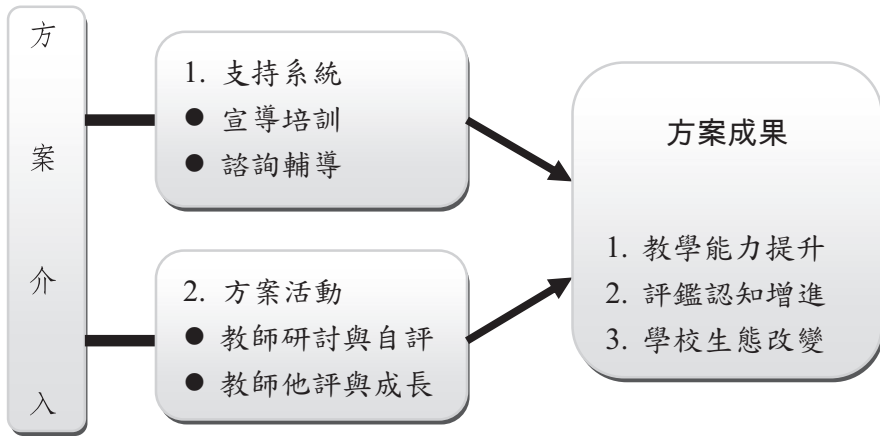 方案介入
1. 支持系統
● 宣導培訓
● 諮詢輔導
2. 方案活動
● 教師研討與自評
● 教師他評與成長
方案成果
1. 教學能力提升
2. 評鑑認知增進
3. 學校生態改變